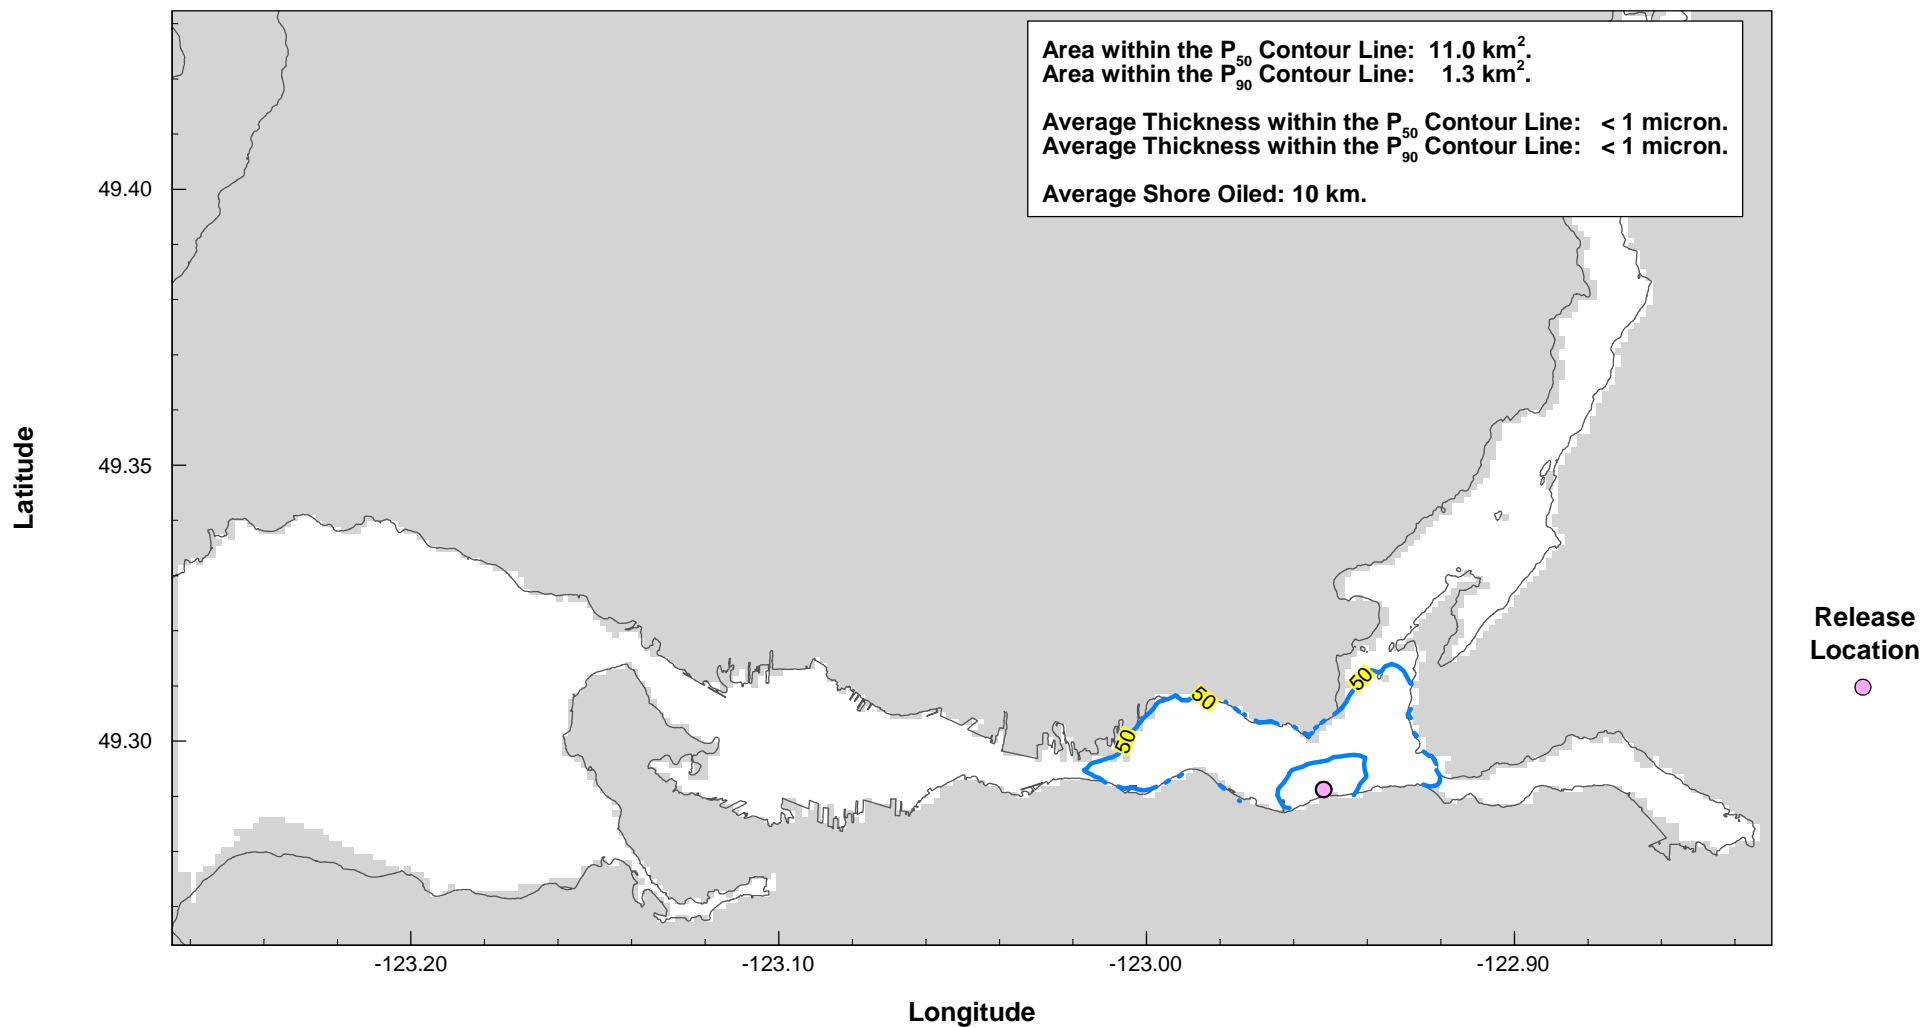 Area within the P50 Contour Line: 11.0 km2.
Area within the P90 Contour Line: 1.3 km2.
Average Thickness within the P50 Contour Line: < 1 micron.
Average Thickness within the P90 Contour Line: < 1 micron.
Average Shore Oiled: 10 km.
49.40
49.35
49.30
Latitude
50
50
50
Release
Location
-123.20
-123.10
-123.00
-122.90
Longitude